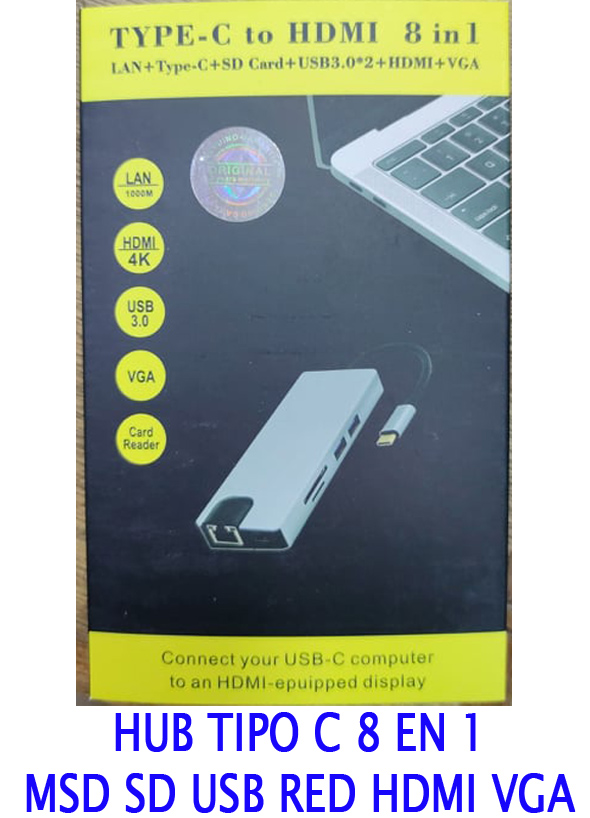 TYPE-C to HDMI 8 in1
LAN+Type-C+SD Card+USB3.0*2+HDMI+VGA
ORIGINAL
LAN
1000M
HDMI
4K
USB
3.0
VGA
Card
Reader
Connect your USB-C computer
to an HDMI-epuipped display
HUB TIPO C 8 EN 1
MSD SD USB RED HDMI VGA